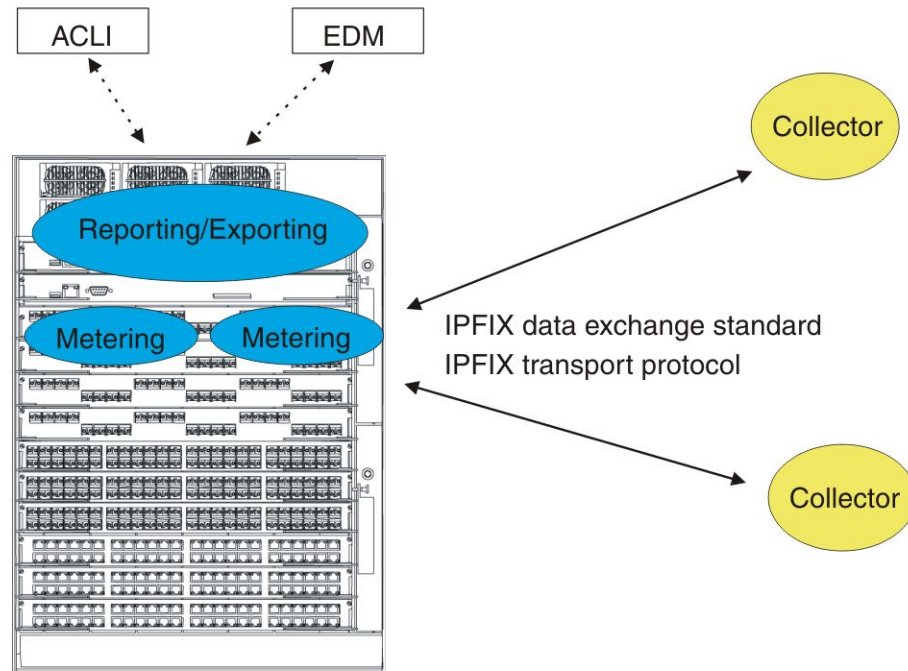 ACLI
EDM
Collector
Reporting/Exporting
Metering
Metering
IPFIX data exchange standard
IPFIX transport protocol
Collector